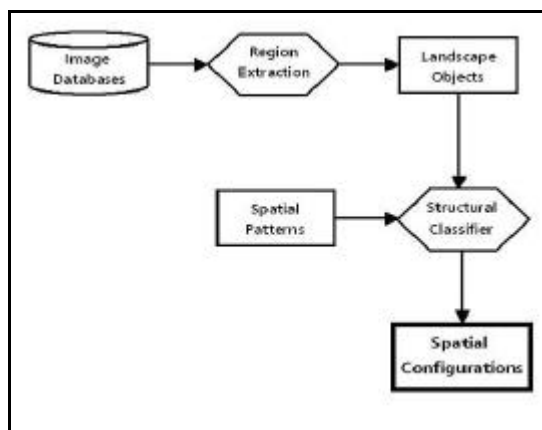 Image
Databases
Region
Extraction
Landscape
Objects
Spatial
Patterns
Structural
Classifier
Spatial
Configurations